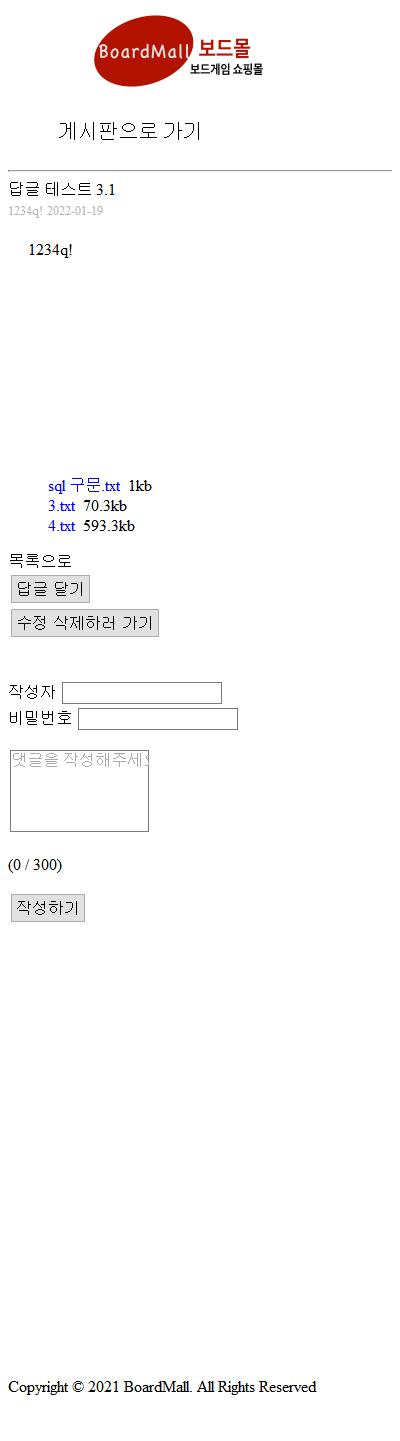 BoardMall 보드몰
보드게임 쇼핑몰
게시판으로 가기
답글 테스트 3.1
1234q! 2022-01-19
1234q!
sql 구문.txt 1kb
3.txt 70.3kb
4.txt 593.3kb
목록으로
답글 달기
수정 삭제하러 가기
작성자
비밀번호
댓글을 작성해주세
(0 / 300)
작성하기
Copyright © 2021 BoardMall. All Rights Reserved